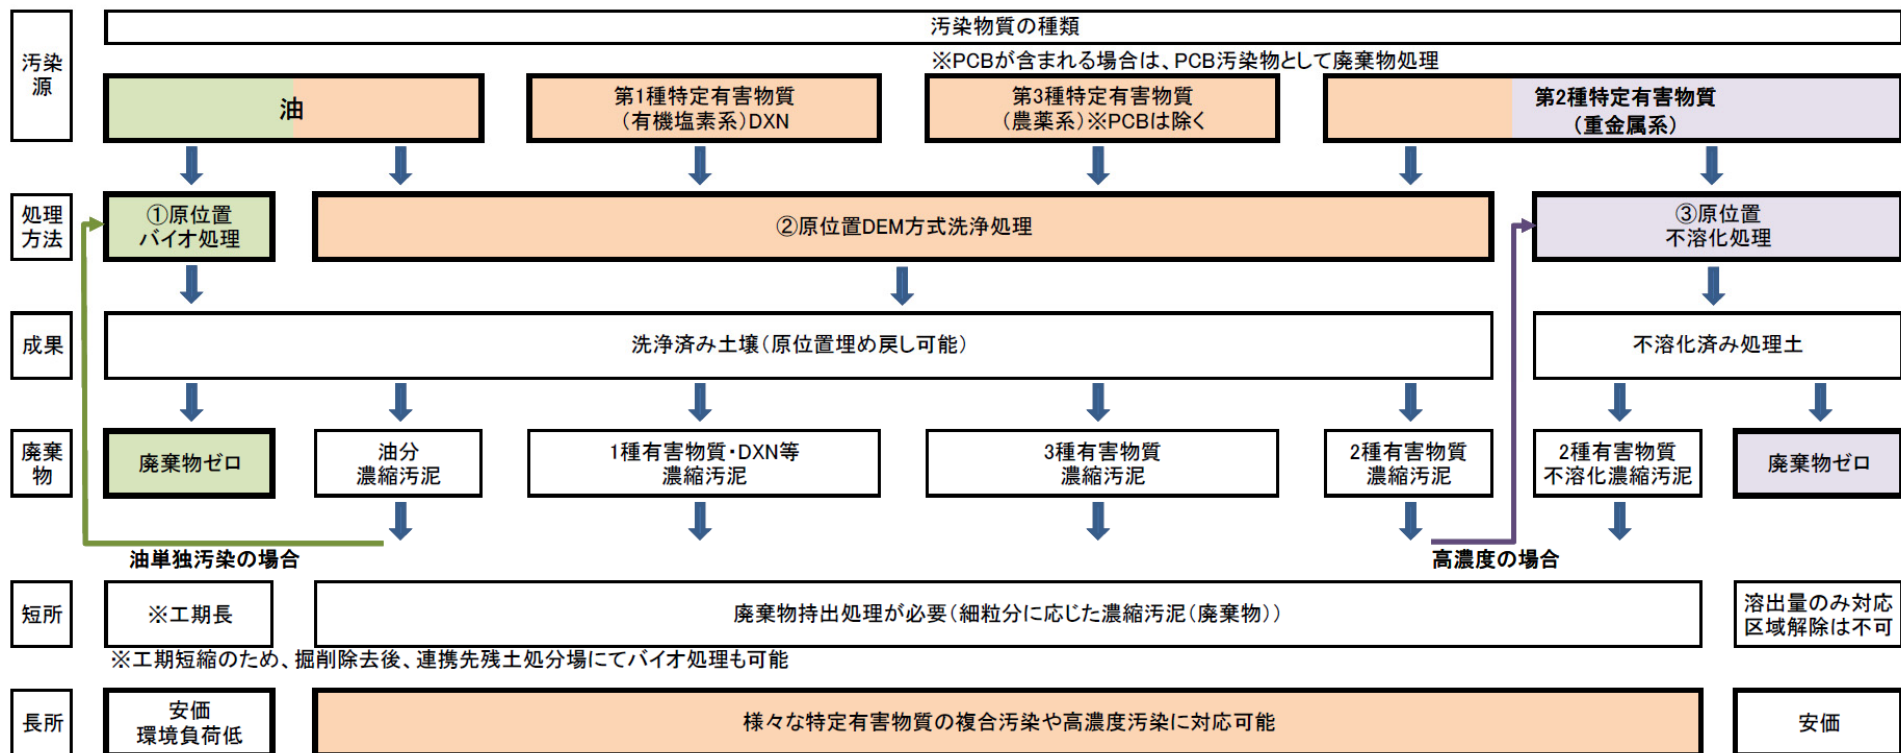 汚染
源
汚染物質の種類
※PCBが含まれる場合は、PCB汚染物として廃棄物処理
油
第1種特定有害物質
(有機塩素系)DXN
第3種特定有害物質
(農薬系)※PCBは除く
第2種特定有害物質
(重金属系)
処理
方法
①原位置
バイオ処理
②原位置DEM方式洗浄処理
③原位置
不溶化処理
成果
洗浄済み土壌(原位置埋め戻し可能)
不溶化済み処理土
廃棄
物
廃棄物ゼロ
油分
濃縮汚泥
1種有害物質・DXN等
濃縮汚泥
3種有害物質
濃縮汚泥
2種有害物質
濃縮汚泥
2種有害物質
不溶化濃縮汚泥
廃棄物ゼロ
油単独汚染の場合
高濃度の場合
短所
※工期長
廃棄物持出処理が必要(細粒分に応じた濃縮汚泥(廃棄物))
溶出量のみ対応
区域解除は不可
※工期短縮のため、掘削除去後、連携先残土処分場にてバイオ処理も可能
長所
安価
環境負荷低
様々な特定有害物質の複合汚染や高濃度汚染に対応可能
安価